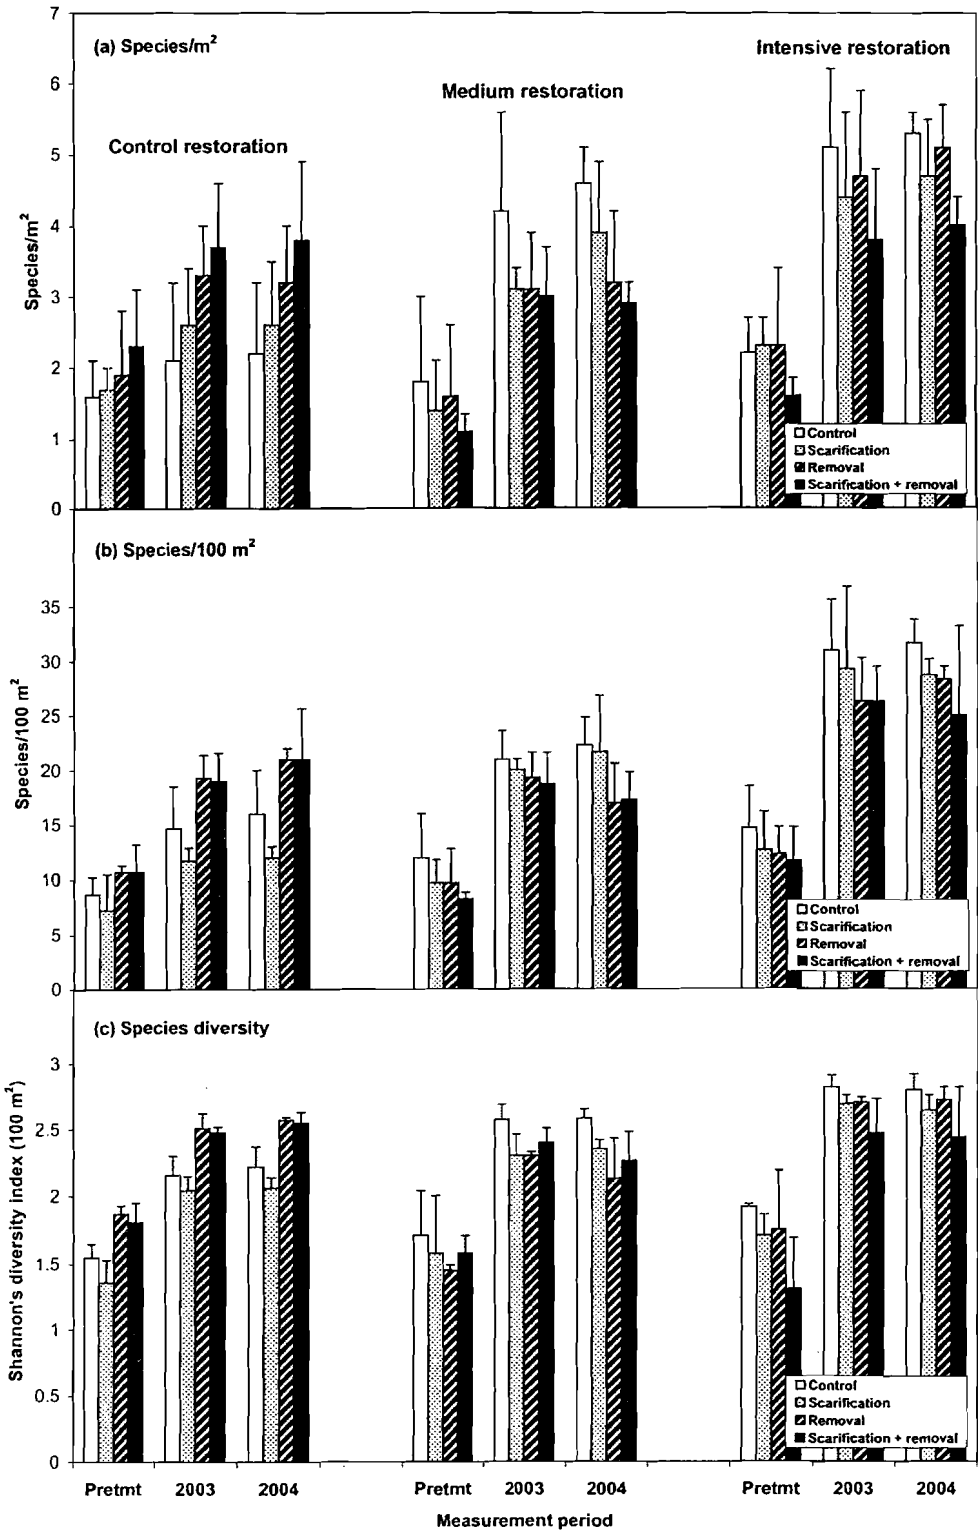 7
(a) Species/m²
Intensive restoration
6
Medium restoration
Control restoration
5
4
Species/m²
3
2
1
0
Control
Scarification
Removal
Scarification + removal
(b) Species/100 m²
35
30
25
Species/100 m²
20
15
10
5
0
Control
Scarification
Removal
Scarification + removal
(c) Species diversity
3
2.5
Shannon's diversity index (100 m²)
2
1.5
1
0.5
0
Control
Scarification
Removal
Scarification + removal
Pretmt 2003 2004 Pretmt 2003 2004 Pretmt 2003 2004
Measurement period